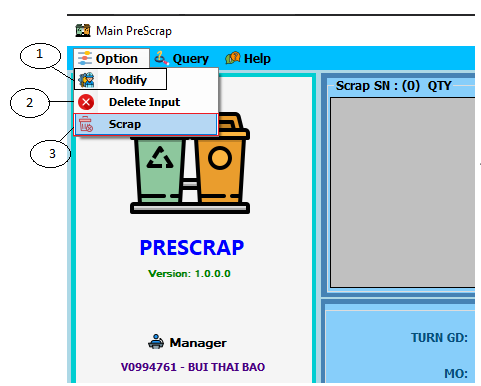 Main PreScrap
Option Query Help
1 Modify
2 Delete Input
3 Scrap
Scrap SN : (0) QTY
PRESCRAP
Version: 1.0.0.0
Manager
V0994761 - BUI THAI BAO
TURN GD:
MO: